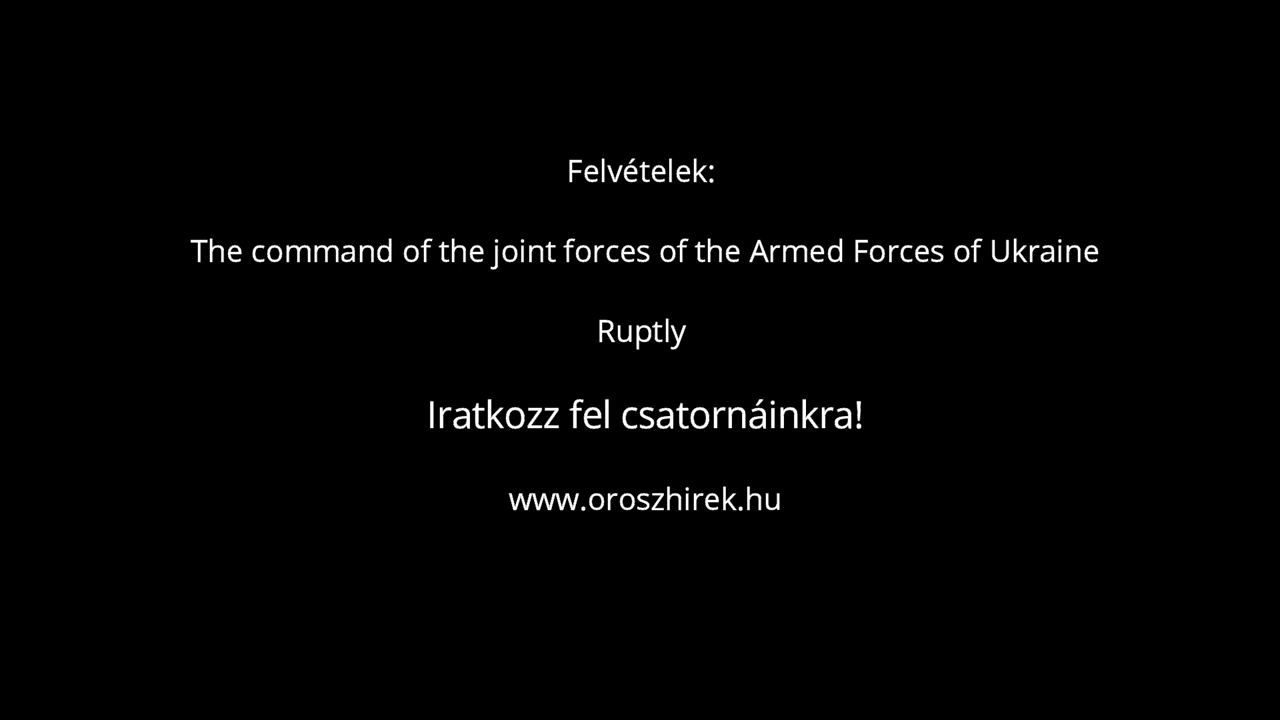 Felvételek:
The command of the joint forces of the Armed Forces of Ukraine
Ruptly
Iratkozz fel csatornáinkra!
www.oroszhirek.hu